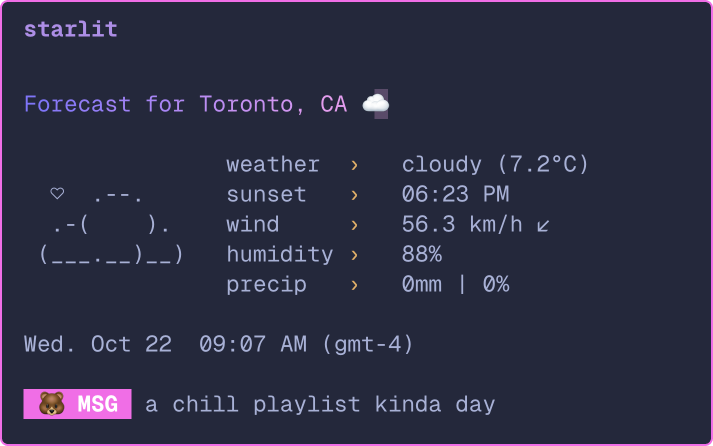 starlit
Forecast for Toronto, CA ☁️
weather › cloudy (7.2°C)
♡ .--. sunset › 06:23 PM
.-( ). wind › 56.3 km/h ↙
(___.__)__) humidity › 88%
precip › 0mm | 0%
Wed. Oct 22 09:07 AM (gmt-4)
🐻 MSG a chill playlist kinda day